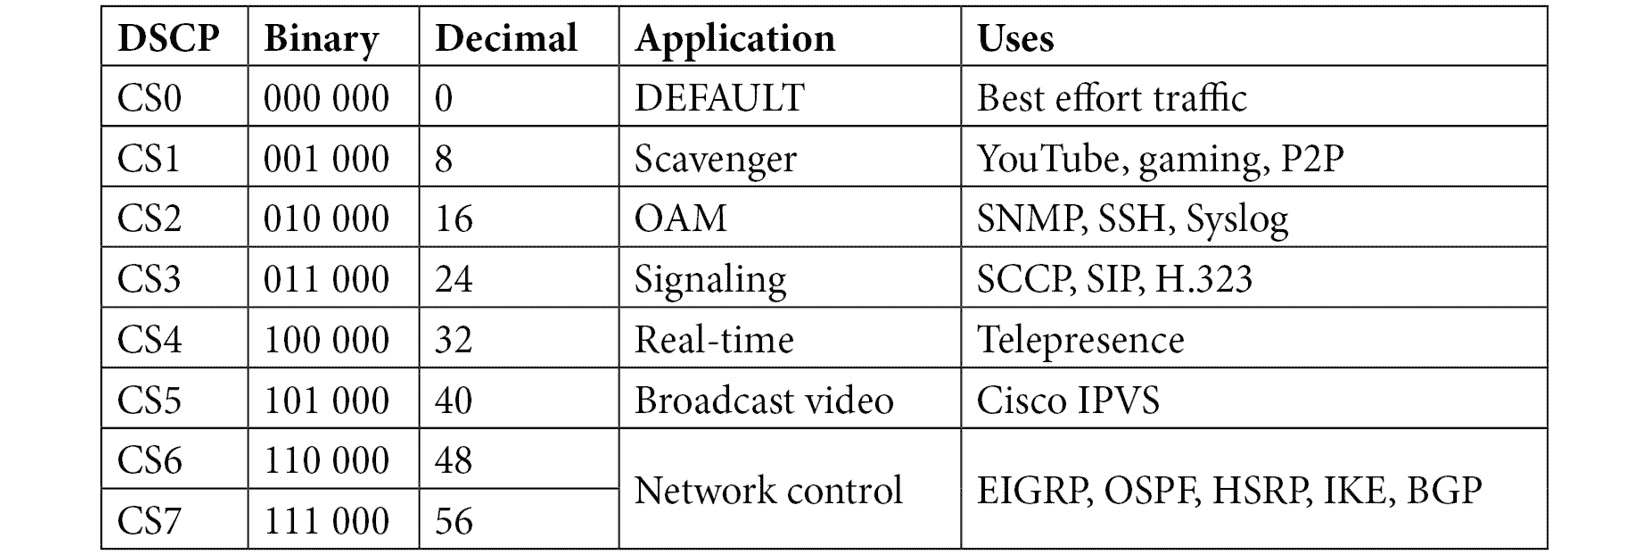 DSCP Binary Decimal Application Uses
CS0 000 000 0 DEFAULT Best effort traffic
CS1 001 000 8 Scavenger YouTube, gaming, P2P
CS2 010 000 16 OAM SNMP, SSH, Syslog
CS3 011 000 24 Signaling SCCP, SIP, H.323
CS4 100 000 32 Real-time Telepresence
CS5 101 000 40 Broadcast video Cisco IPVS
CS6 110 000 48
Network control EIGRP, OSPF, HSRP, IKE, BGP
CS7 111 000 56